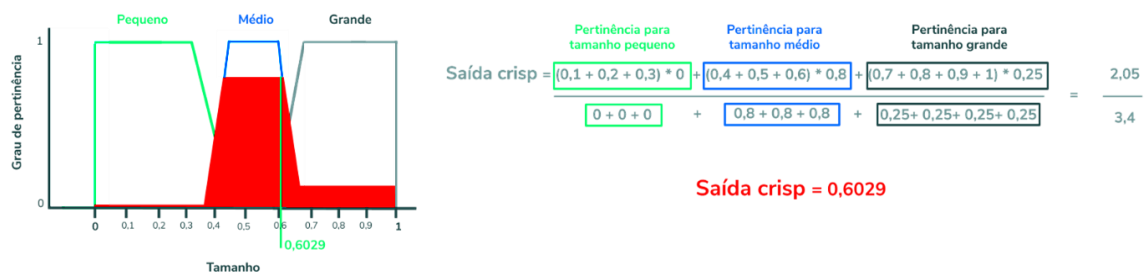 Pequeno Médio Grande
Grau de pertinência
1
0
0 0,1 0,2 0,3 0,4 0,5 0,6 0,7 0,8 0,9 1
0,6029
Tamanho
Pertinência para tamanho pequeno
Pertinência para tamanho médio
Pertinência para tamanho grande
Saída crisp = (0,1 + 0,2 + 0,3) * 0 + (0,4 + 0,5 + 0,6) * 0,8 + (0,7 + 0,8 + 0,9 + 1) * 0,25 = 2,05
0 + 0 + 0 + 0,8 + 0,8 + 0,8 + 0,25+ 0,25+ 0,25+ 0,25 3,4
Saída crisp = 0,6029